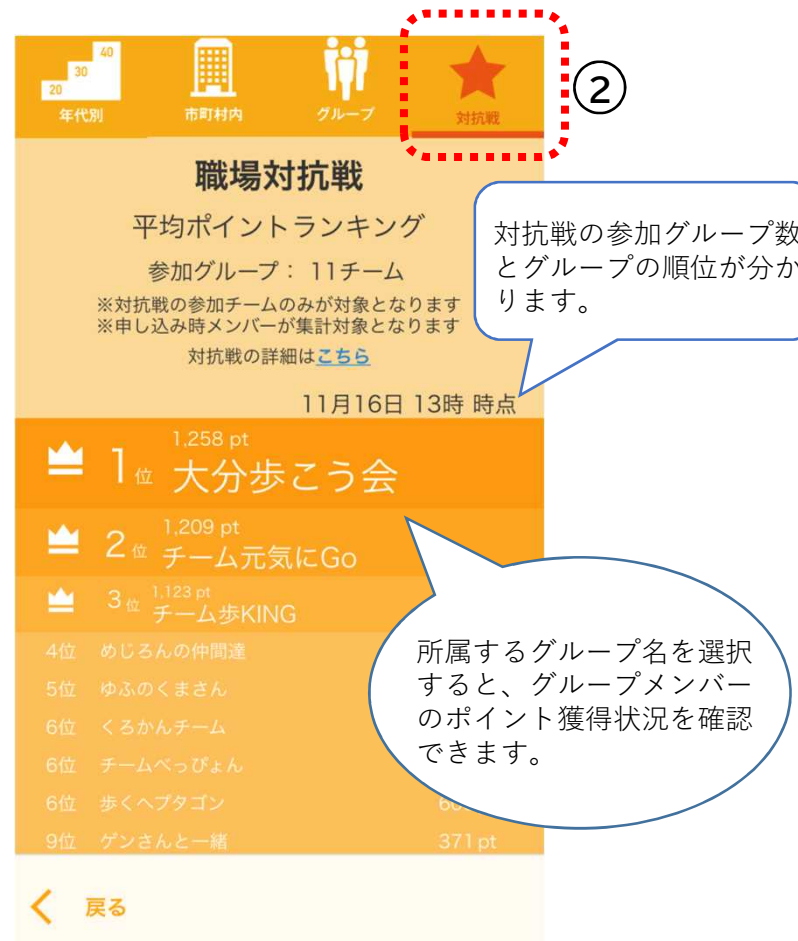 40
30
20
年代別
市町村内
グループ
対抗戦
②
職場対抗戦
平均ポイントランキング
参加グループ： 11チーム
※対抗戦の参加チームのみが対象となります
※申し込み時メンバーが集計対象となります
対抗戦の詳細はこちら
11月16日 13時 時点
対抗戦の参加グループ数
とグループの順位が分か
ります。
1,258 pt
1位 大分歩こう会
1,209 pt
2位 チーム元気にGo
1,123 pt
3位 チーム歩KING
4位 めじろんの仲間達
5位 ゆふのくまさん
6位 くろかんチーム
6位 チームべっぴょん
6位 歩くヘプタゴン
9位 ゲンさんと一緒 371 pt
所属するグループ名を選択
すると、グループメンバー
のポイント獲得状況を確認
できます。
戻る